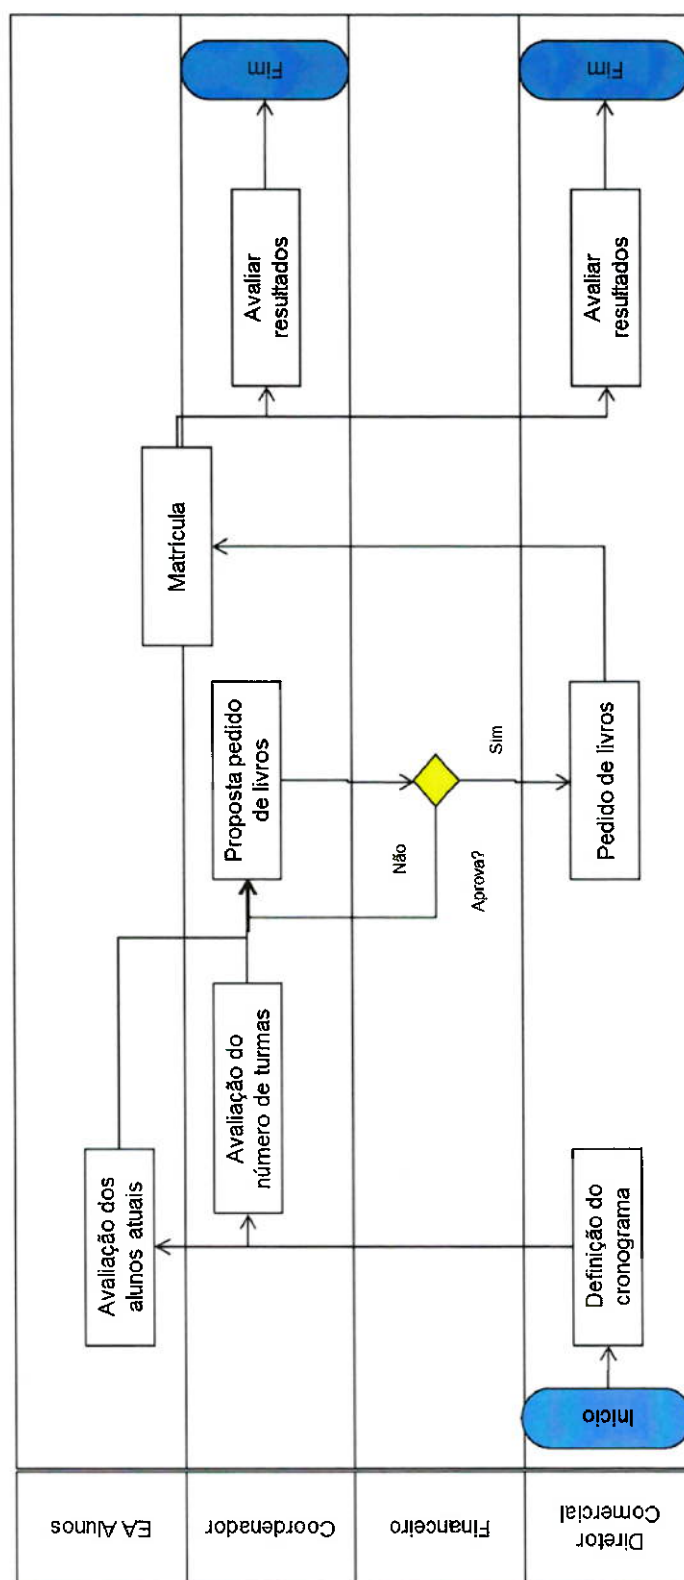 EA Alunos
Coordenador
Financeiro
Diretor
Comercial
Inicio
Definição do
cronograma
Avaliação dos
alunos atuais
Avaliação do
número de turmas
Proposta pedido
de livros
Não
Aprova?
Sim
Pedido de livros
Matrícula
Avaliar
resultados
Fim
Avaliar
resultados
Fim